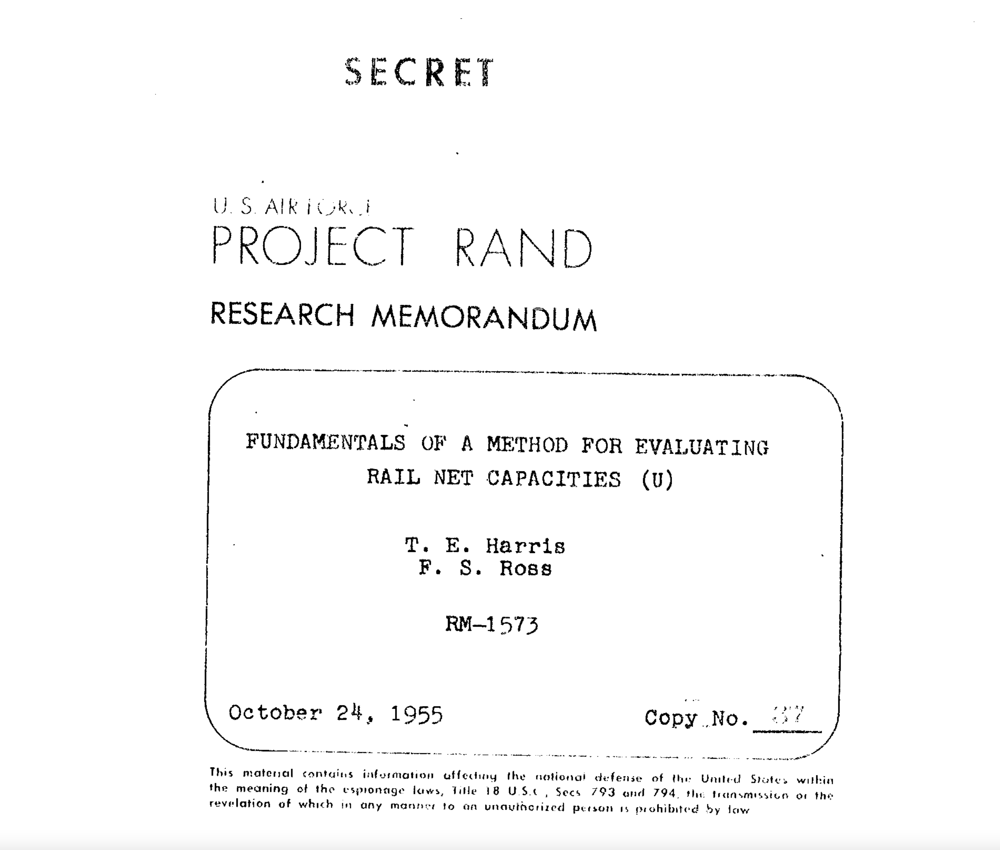 SECRET
U. S. AIR FORCE
PROJECT RAND
RESEARCH MEMORANDUM
FUNDAMENTALS OF A METHOD FOR EVALUATING
RAIL NET CAPACITIES (U)
T. E. Harris
F. S. Ross
RM-1573
October 24, 1955
Copy No. 37
This material contains information affecting the national defense of the United States within
the meaning of the espionage laws, Title 18 U.S.C., Secs 793 and 794, the transmission or the
revelation of which in any manner to an unauthorized person is prohibited by law